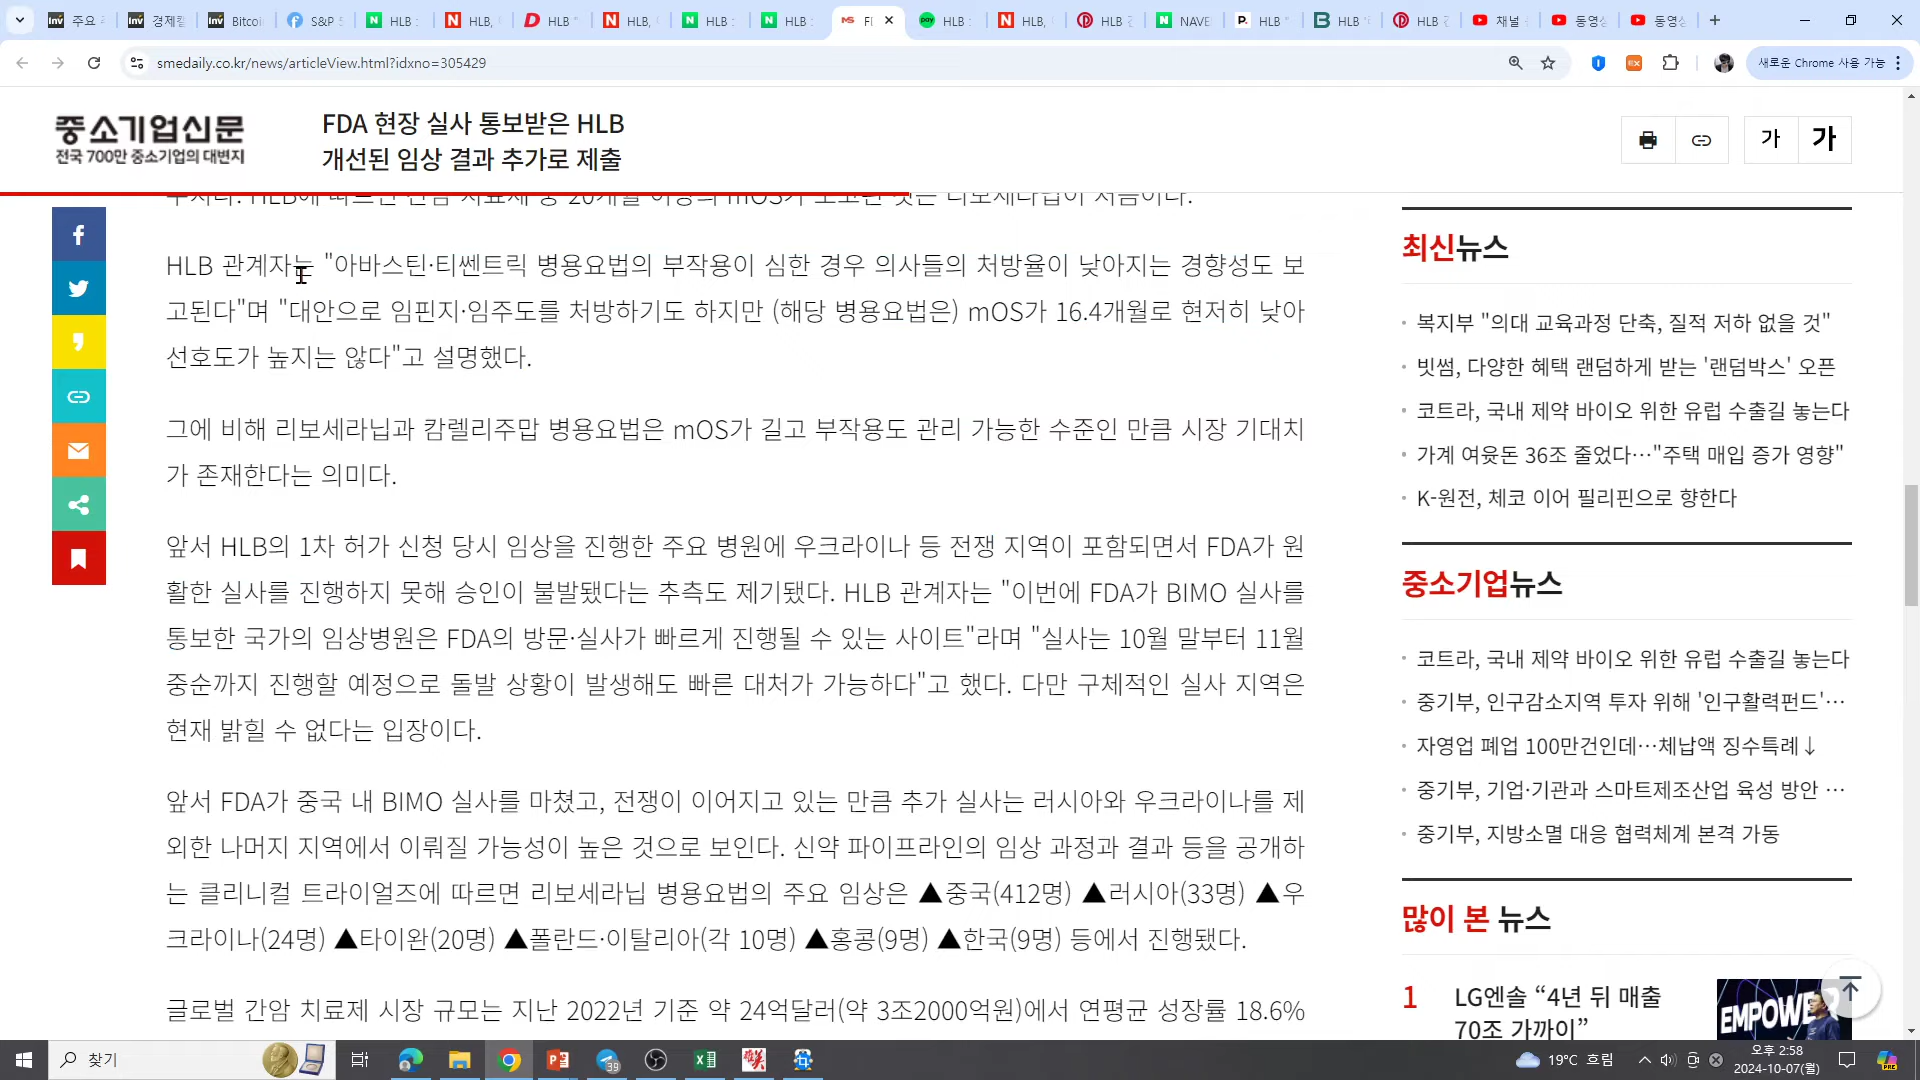 주요 주
경제캘
Bitcoi
S&P 5
HLB :
HLB, (
HLB "
HLB, (
HLB :
HLB :
FI
HLB :
HLB, (
HLB 간
NAVE
HLB "
HLB '
HLB 간
채널
동영상
동영상
smedaily.co.kr/news/articleView.html?idxno=305429
새로운 Chrome 사용 가능
중소기업신문
전국 700만 중소기업의 대변지
FDA 현장 실사 통보받은 HLB
개선된 임상 결과 추가로 제출
가 가
HLB 관계자는 "아바스틴·티쎈트릭 병용요법의 부작용이 심한 경우 의사들의 처방율이 낮아지는 경향성도 보
고된다"며 "대안으로 임핀지·임주도를 처방하기도 하지만 (해당 병용요법은) mOS가 16.4개월로 현저히 낮아
선호도가 높지는 않다"고 설명했다.
그에 비해 리보세라닙과 캄렐리주맙 병용요법은 mOS가 길고 부작용도 관리 가능한 수준인 만큼 시장 기대치
가 존재한다는 의미다.
앞서 HLB의 1차 허가 신청 당시 임상을 진행한 주요 병원에 우크라이나 등 전쟁 지역이 포함되면서 FDA가 원
활한 실사를 진행하지 못해 승인이 불발됐다는 추측도 제기됐다. HLB 관계자는 "이번에 FDA가 BIMO 실사를
통보한 국가의 임상병원은 FDA의 방문·실사가 빠르게 진행될 수 있는 사이트"라며 "실사는 10월 말부터 11월
중순까지 진행할 예정으로 돌발 상황이 발생해도 빠른 대처가 가능하다"고 했다. 다만 구체적인 실사 지역은
현재 밝힐 수 없다는 입장이다.
앞서 FDA가 중국 내 BIMO 실사를 마쳤고, 전쟁이 이어지고 있는 만큼 추가 실사는 러시아와 우크라이나를 제
외한 나머지 지역에서 이뤄질 가능성이 높은 것으로 보인다. 신약 파이프라인의 임상 과정과 결과 등을 공개하
는 클리니컬 트라이얼즈에 따르면 리보세라닙 병용요법의 주요 임상은 ▲중국(412명) ▲러시아(33명) ▲우
크라이나(24명) ▲타이완(20명) ▲폴란드·이탈리아(각 10명) ▲홍콩(9명) ▲한국(9명) 등에서 진행됐다.
글로벌 간암 치료제 시장 규모는 지난 2022년 기준 약 24억달러(약 3조2000억원)에서 연평균 성장률 18.6%
최신뉴스
· 복지부 "의대 교육과정 단축, 질적 저하 없을 것"
· 빗썸, 다양한 혜택 랜덤하게 받는 '랜덤박스' 오픈
· 코트라, 국내 제약 바이오 위한 유럽 수출길 놓는다
· 가계 여윳돈 36조 줄었다…"주택 매입 증가 영향"
· K-원전, 체코 이어 필리핀으로 향한다
중소기업뉴스
· 코트라, 국내 제약 바이오 위한 유럽 수출길 놓는다
· 중기부, 인구감소지역 투자 위해 '인구활력펀드'…
· 자영업 폐업 100만건인데…체납액 징수특례↓
· 중기부, 기업·기관과 스마트제조산업 육성 방안 …
· 중기부, 지방소멸 대응 협력체계 본격 가동
많이 본 뉴스
1 LG엔솔 “4년 뒤 매출
70조 가까이”
EMPOWER
찾기
39
19°C 흐림
오후 2:58
2024-10-07(월)